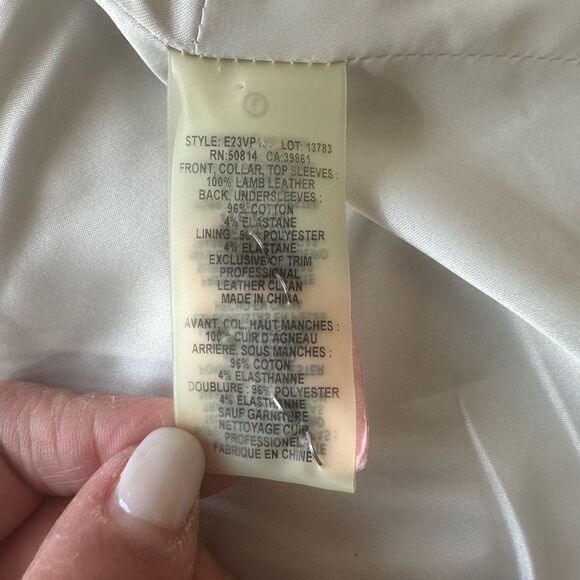 STYLE: E23VP13 LOT: 13783
RN:50814 CA:39861
FRONT, COLLAR, TOP SLEEVES :
100% LAMB LEATHER
BACK, UNDERSLEEVES :
96% COTTON
4% ELASTANE
LINING : 96% POLYESTER
4% ELASTANE
EXCLUSIVE OF TRIM
PROFESSIONAL
LEATHER CLEAN
MADE IN CHINA
AVANT, COL, HAUT MANCHES :
100% CUIR D'AGNEAU
ARRIÈRE, SOUS MANCHES :
96% COTON
4% ELASTHANNE
DOUBLURE : 96% POLYESTER
4% ELASTHANNE
SAUF GARNITURE
NETTOYAGE CUIR
PROFESSIONEL
FABRIQUÉ EN CHINE